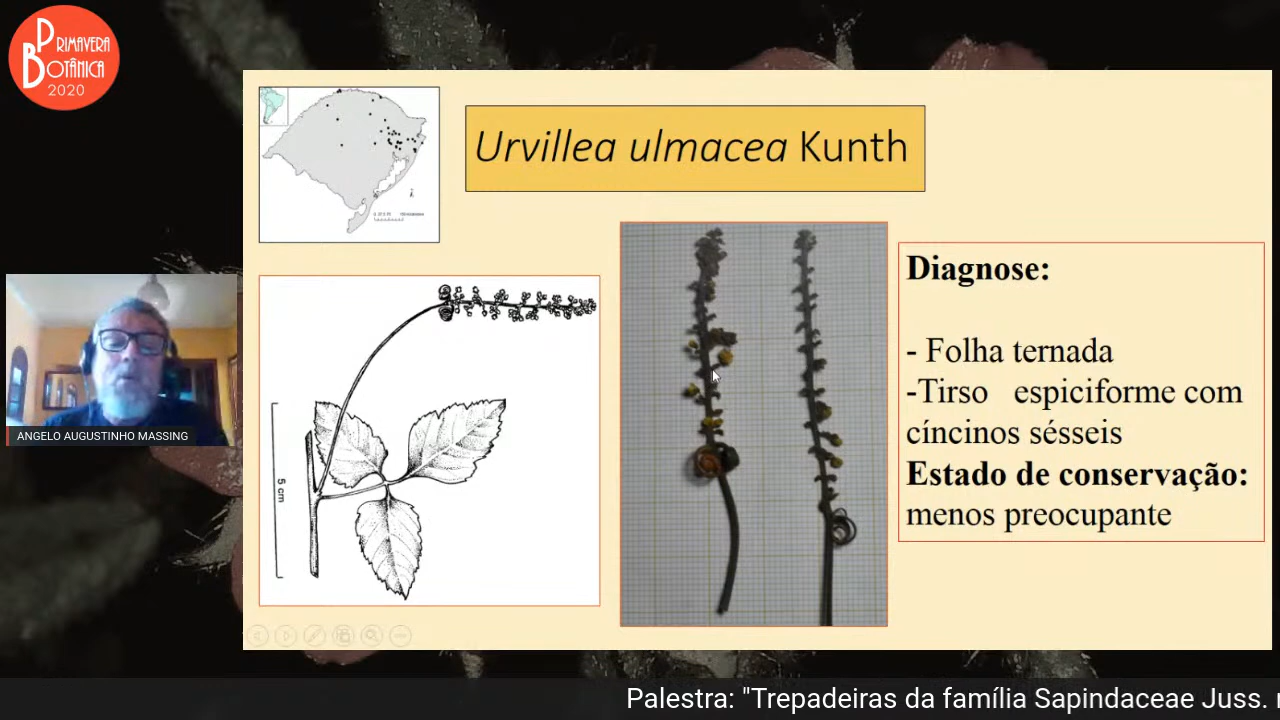 PRIMAVERA
BOTÂNICA
2020
Urvillea ulmacea Kunth
5 cm
Diagnose:
- Folha ternada
-Tirso espiciforme com
cíncinos sésseis
Estado de conservação:
menos preocupante
ANGELO AUGUSTINHO MASSING
Palestra: "Trepadeiras da família Sapindaceae Juss.